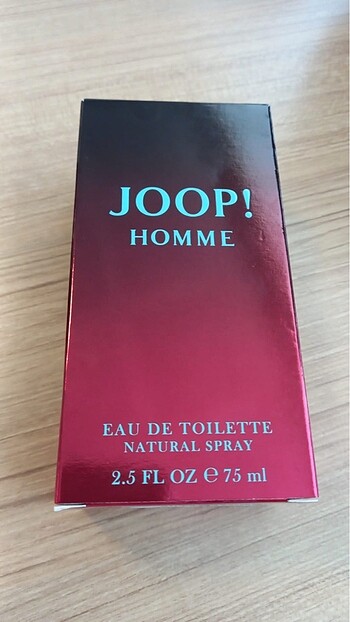 JOOP!
HOMME
EAU DE TOILETTE
NATURAL SPRAY
2.5 FL OZ ℮ 75 ml